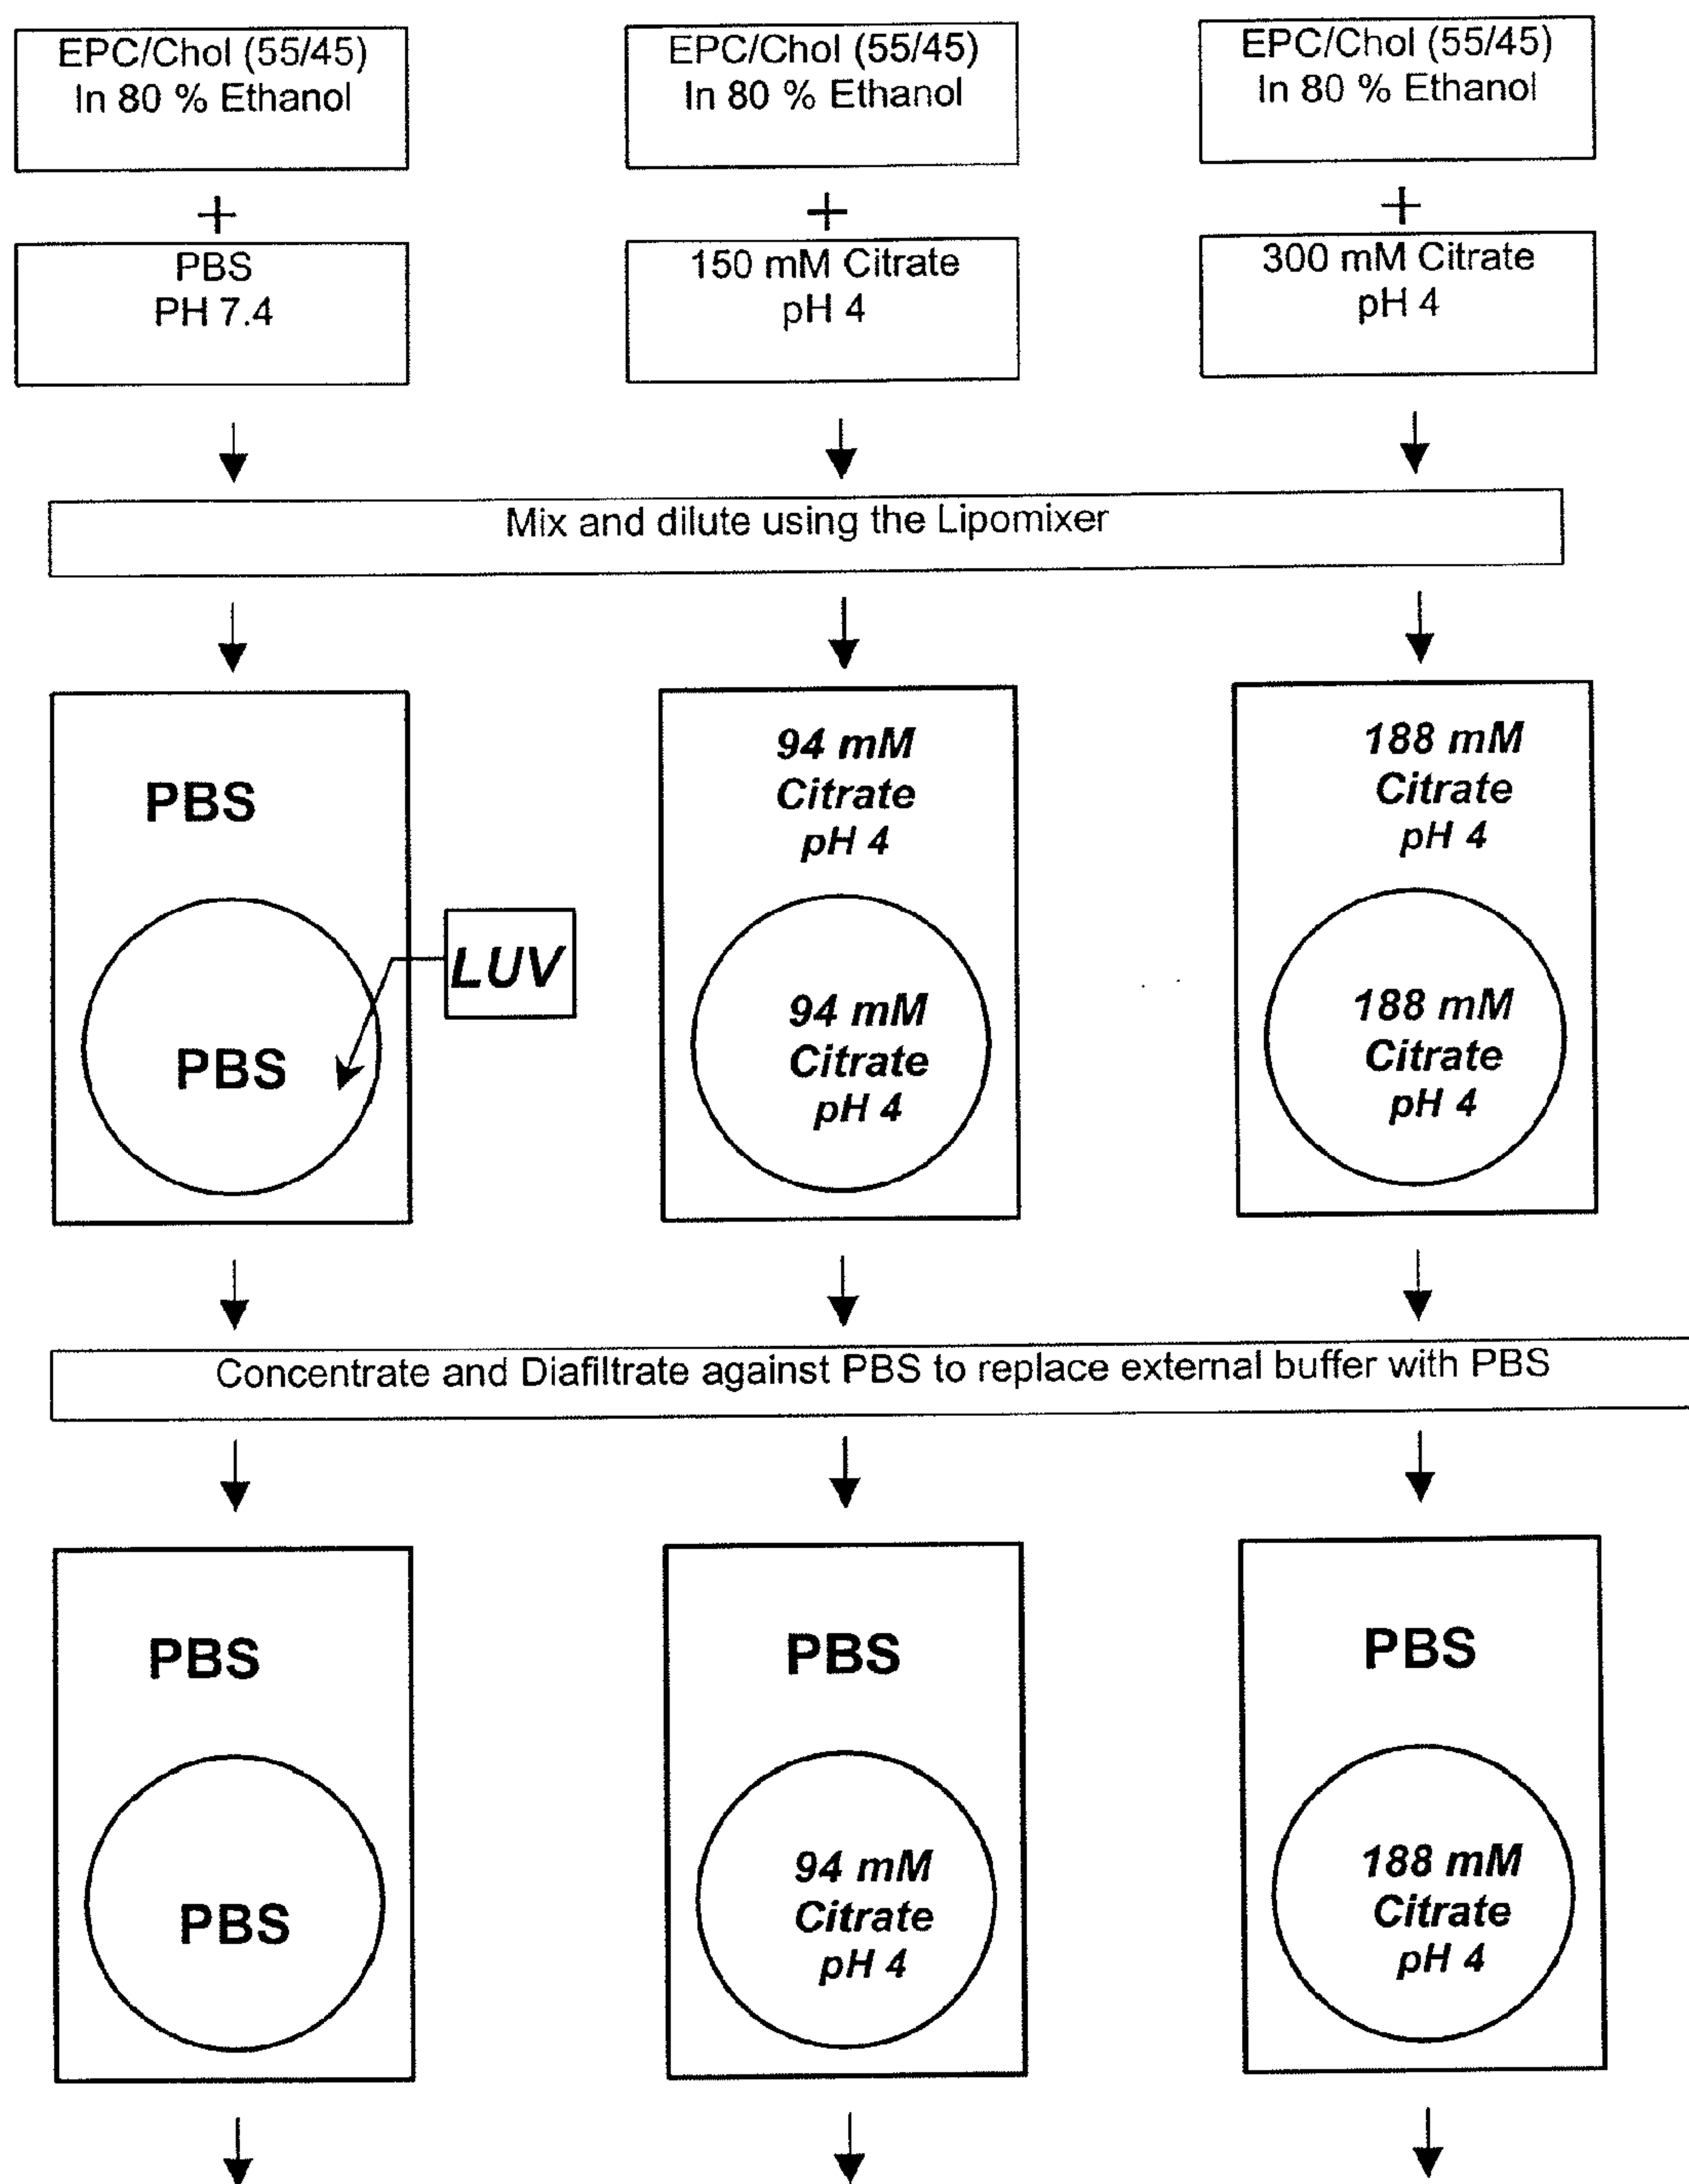 EPC/Chol (55/45)
In 80 % Ethanol
EPC/Chol (55/45)
In 80 % Ethanol
EPC/Chol (55/45)
In 80 % Ethanol
+
+
+
PBS
PH 7.4
150 mM Citrate
pH 4
300 mM Citrate
pH 4
Mix and dilute using the Lipomixer
PBS
94 mM
Citrate
pH 4
188 mM
Citrate
pH 4
LUV
PBS
94 mM
Citrate
pH 4
188 mM
Citrate
pH 4
Concentrate and Diafiltrate against PBS to replace external buffer with PBS
PBS
PBS
PBS
PBS
94 mM
Citrate
pH 4
188 mM
Citrate
pH 4